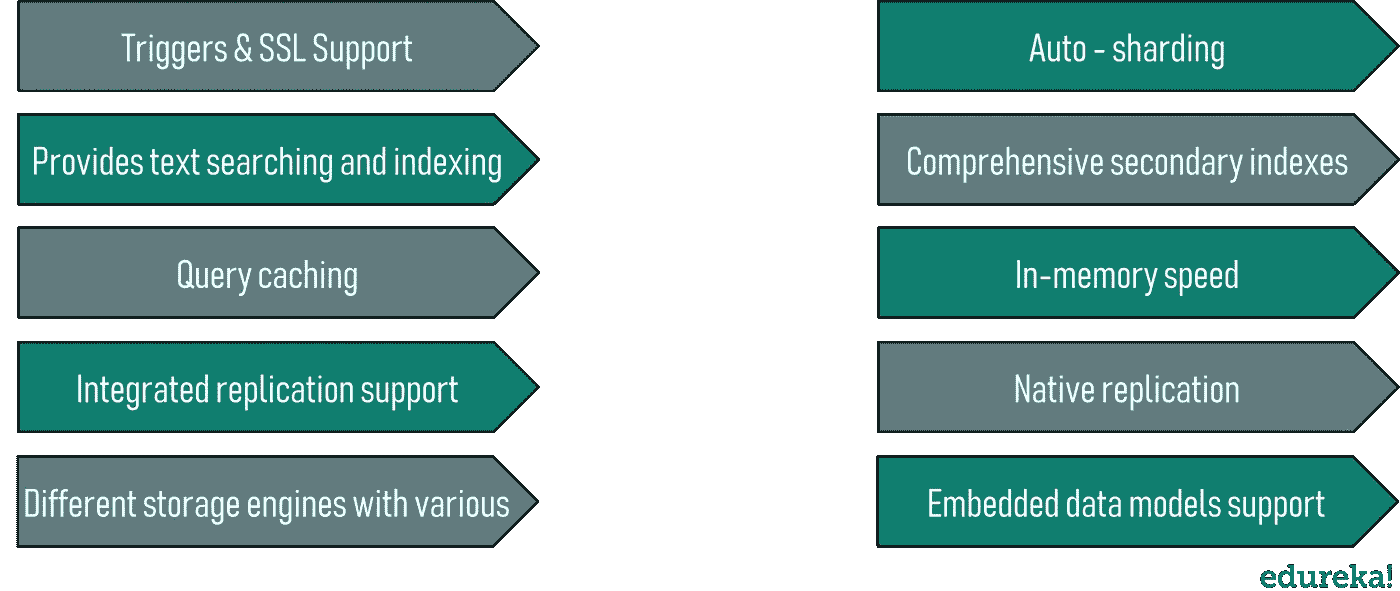 Triggers & SSL Support
Provides text searching and indexing
Query caching
Integrated replication support
Different storage engines with various
Auto - sharding
Comprehensive secondary indexes
In-memory speed
Native replication
Embedded data models support
edureka!